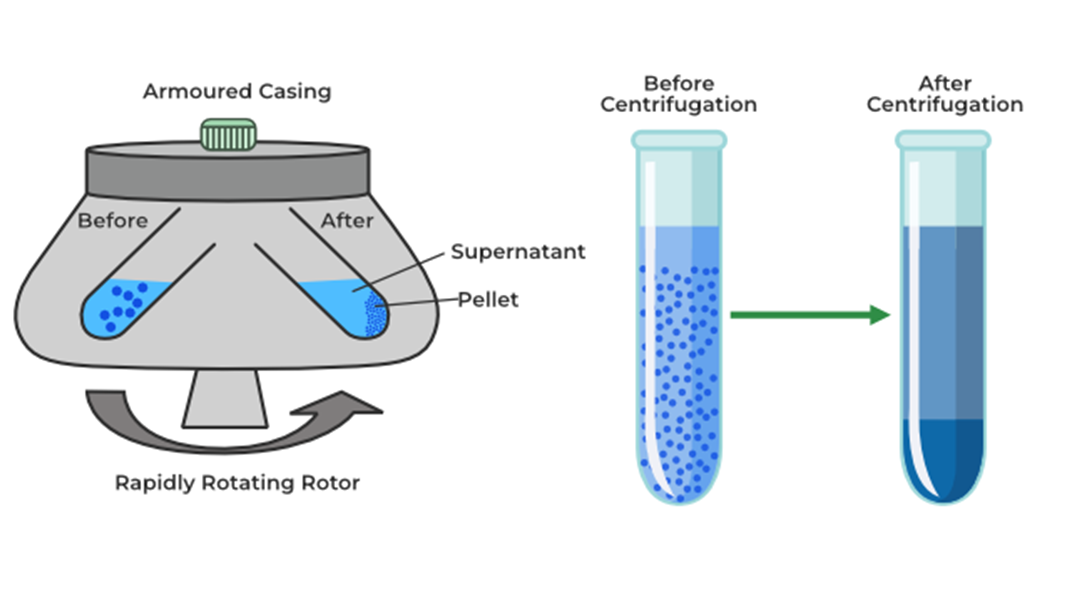 Armoured Casing
Before
After
Supernatant
Pellet
Rapidly Rotating Rotor
Before
Centrifugation
After
Centrifugation